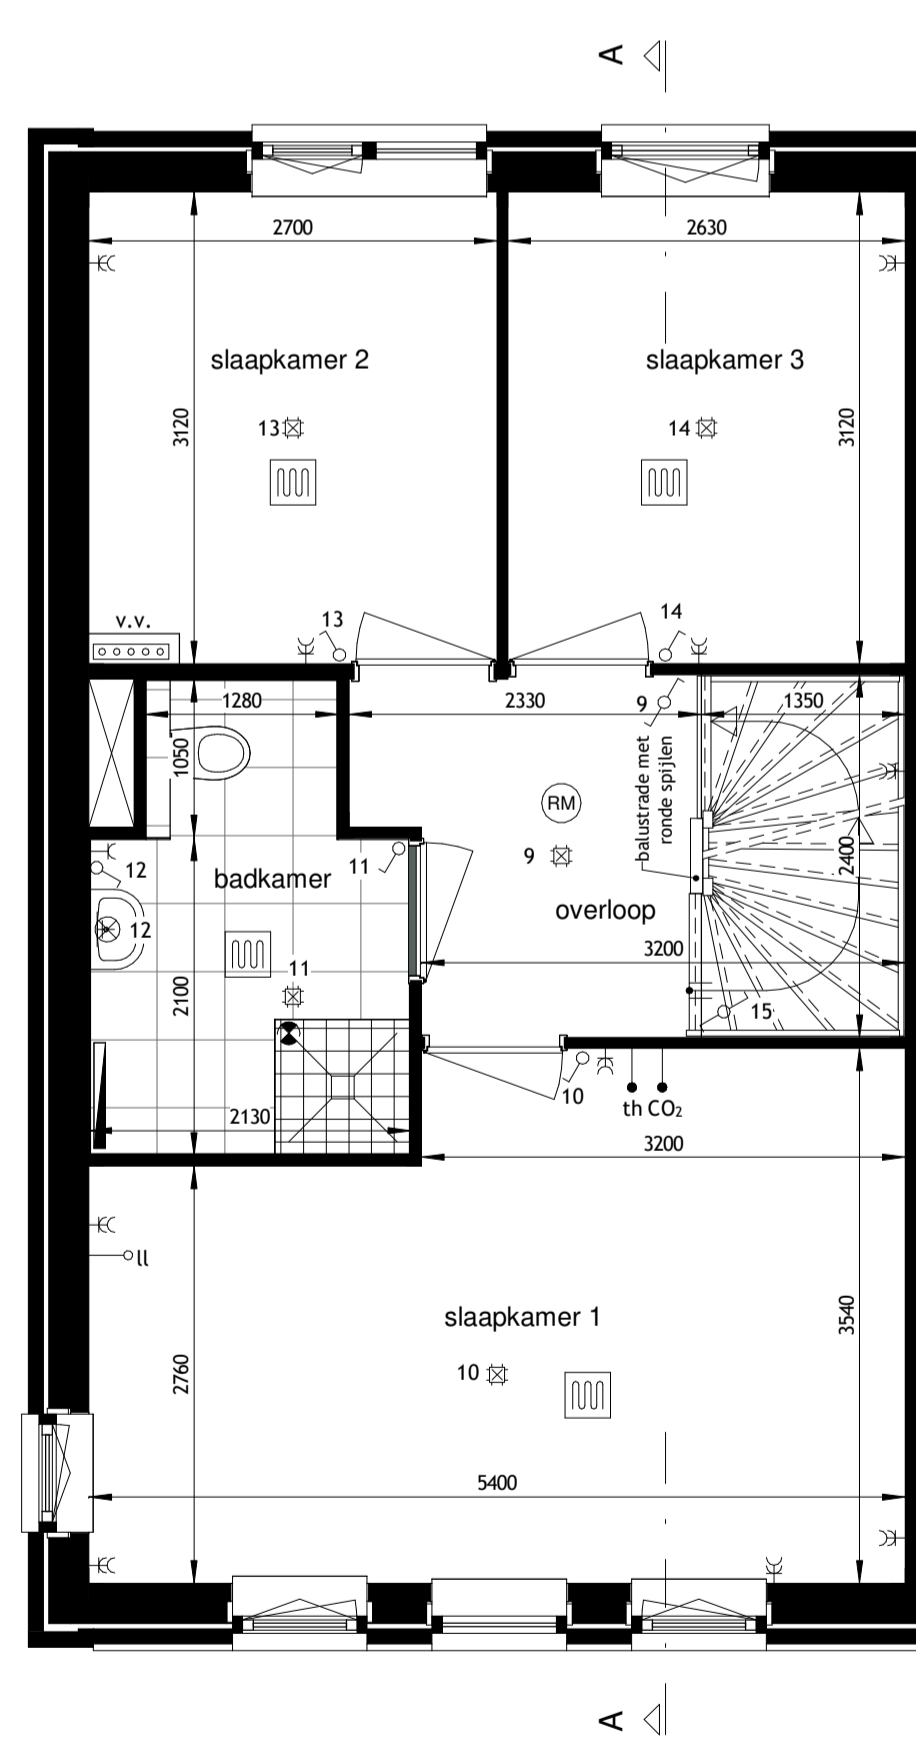 A
2700
2630
slaapkamer 2
slaapkamer 3
3120
3120
13
14
v.v.
13
14
1280
2330
9
1350
1050
balustrade met
ronde spijlen
RM
2400
12
11
9
badkamer
12
overloop
11
3200
2100
15
10
th CO₂
2130
3200
ll
slaapkamer 1
3540
2760
10
5400
A